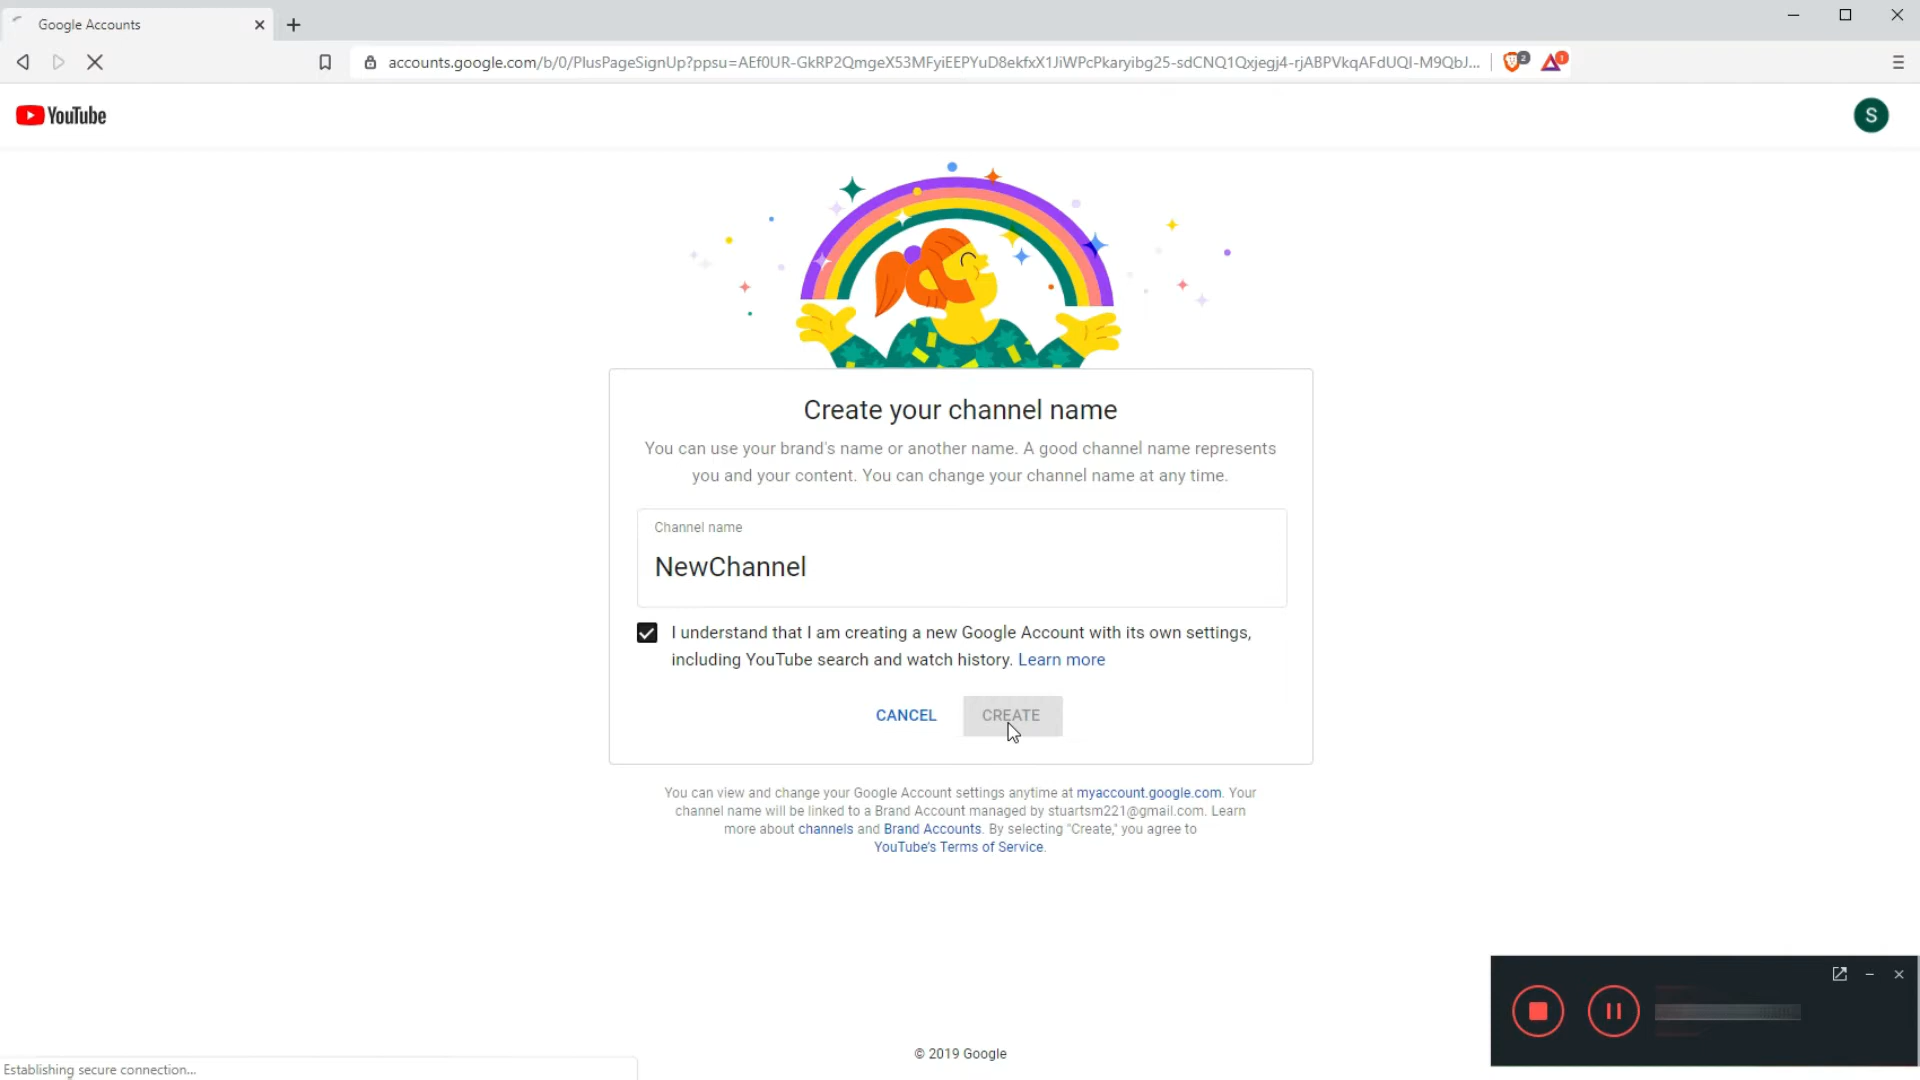 Google Accounts
accounts.google.com/b/0/PlusPageSignUp?ppsu=AEf0UR-GkRP2QmgeX53MFyiEEPYuD8ekfxX1JiWPcPkaryibg25-sdCNQ1Qxjegj4-rjABPVkqAFdUQI-M9QbJ...
2
1
YouTube
S
Create your channel name
You can use your brand's name or another name. A good channel name represents
you and your content. You can change your channel name at any time.
Channel name
NewChannel
I understand that I am creating a new Google Account with its own settings,
including YouTube search and watch history. Learn more
CANCEL
CREATE
You can view and change your Google Account settings anytime at myaccount.google.com. Your
channel name will be linked to a Brand Account managed by stuartsm221@gmail.com. Learn
more about channels and Brand Accounts. By selecting "Create," you agree to
YouTube's Terms of Service.
© 2019 Google
Establishing secure connection...